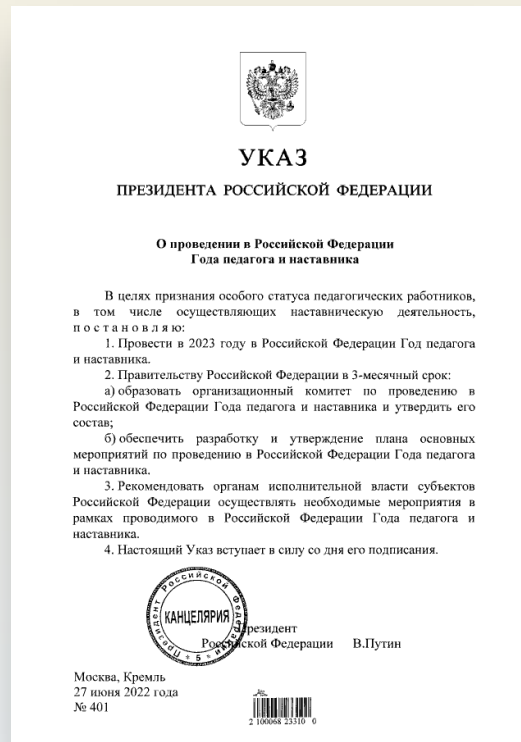 УКАЗ
ПРЕЗИДЕНТА РОССИЙСКОЙ ФЕДЕРАЦИИ
О проведении в Российской Федерации
Года педагога и наставника
В целях признания особого статуса педагогических работников,
в том числе осуществляющих наставническую деятельность,
п о с т а н о в л я ю:
1. Провести в 2023 году в Российской Федерации Год педагога
и наставника.
2. Правительству Российской Федерации в 3-месячный срок:
а) образовать организационный комитет по проведению в
Российской Федерации Года педагога и наставника и утвердить его
состав;
б) обеспечить разработку и утверждение плана основных
мероприятий по проведению в Российской Федерации Года педагога
и наставника.
3. Рекомендовать органам исполнительной власти субъектов
Российской Федерации осуществлять необходимые мероприятия в
рамках проводимого в Российской Федерации Года педагога и
наставника.
4. Настоящий Указ вступает в силу со дня его подписания.
Президент Российской Федерации
КАНЦЕЛЯРИЯ
* 5 *
Президент
Российской Федерации В.Путин
Москва, Кремль
27 июня 2022 года
№ 401
2 100068 23310 0